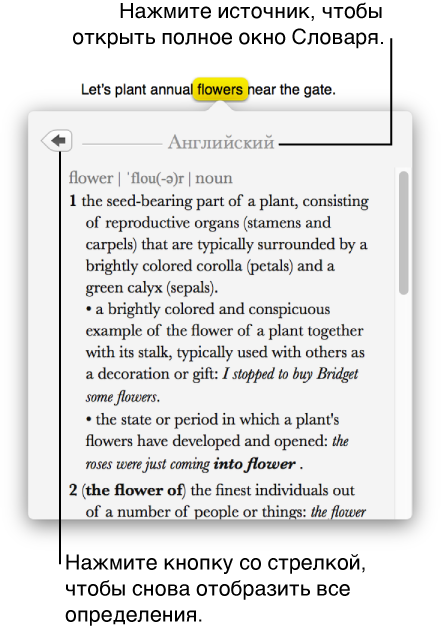 Нажмите источник, чтобы
открыть полное окно Словаря.
Let's plant annual flowers near the gate.
Английский
flower | ˈflou(-ə)r | noun
1 the seed-bearing part of a plant, consisting
of reproductive organs (stamens and
carpels) that are typically surrounded by a
brightly colored corolla (petals) and a
green calyx (sepals).
• a brightly colored and conspicuous
example of the flower of a plant together
with its stalk, typically used with others as
a decoration or gift: I stopped to buy Bridget
some flowers.
• the state or period in which a plant's
flowers have developed and opened: the
roses were just coming into flower .
2 (the flower of) the finest individuals out
of a number of people or things: the flower
Нажмите кнопку со стрелкой,
чтобы снова отобразить все
определения.